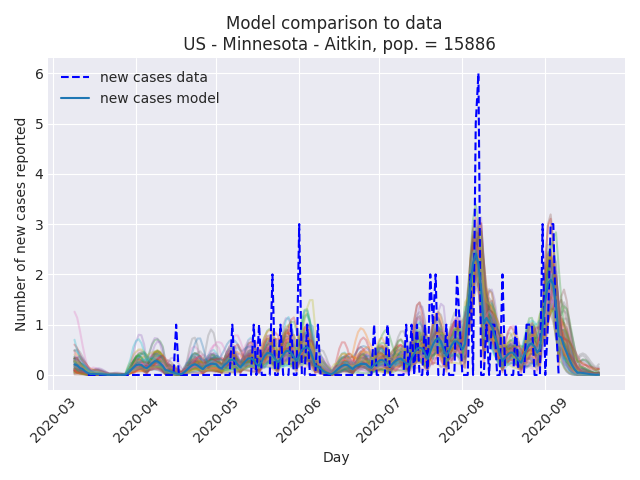 Model comparison to data
US - Minnesota - Aitkin, pop. = 15886
new cases data
new cases model
Number of new cases reported
6
5
4
3
2
1
0
2020-03
2020-04
2020-05
2020-06
2020-07
2020-08
2020-09
Day